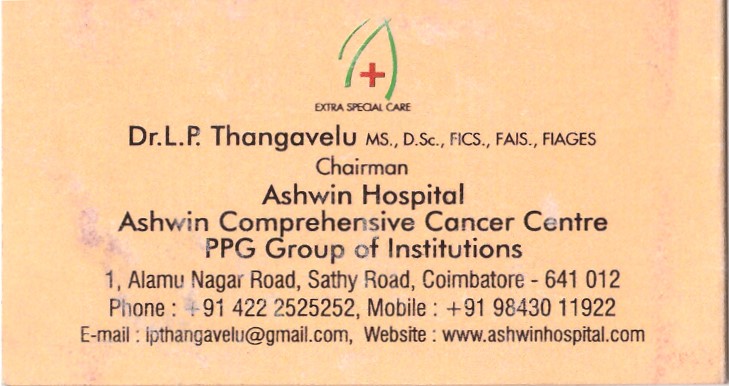 EXTRA SPECIAL CARE
Dr.L.P. Thangavelu MS., D.Sc., FICS., FAIS., FIAGES
Chairman
Ashwin Hospital
Ashwin Comprehensive Cancer Centre
PPG Group of Institutions
1, Alamu Nagar Road, Sathy Road, Coimbatore - 641 012
Phone : +91 422 2525252, Mobile : +91 98430 11922
E-mail : lpthangavelu@gmail.com, Website : www.ashwinhospital.com